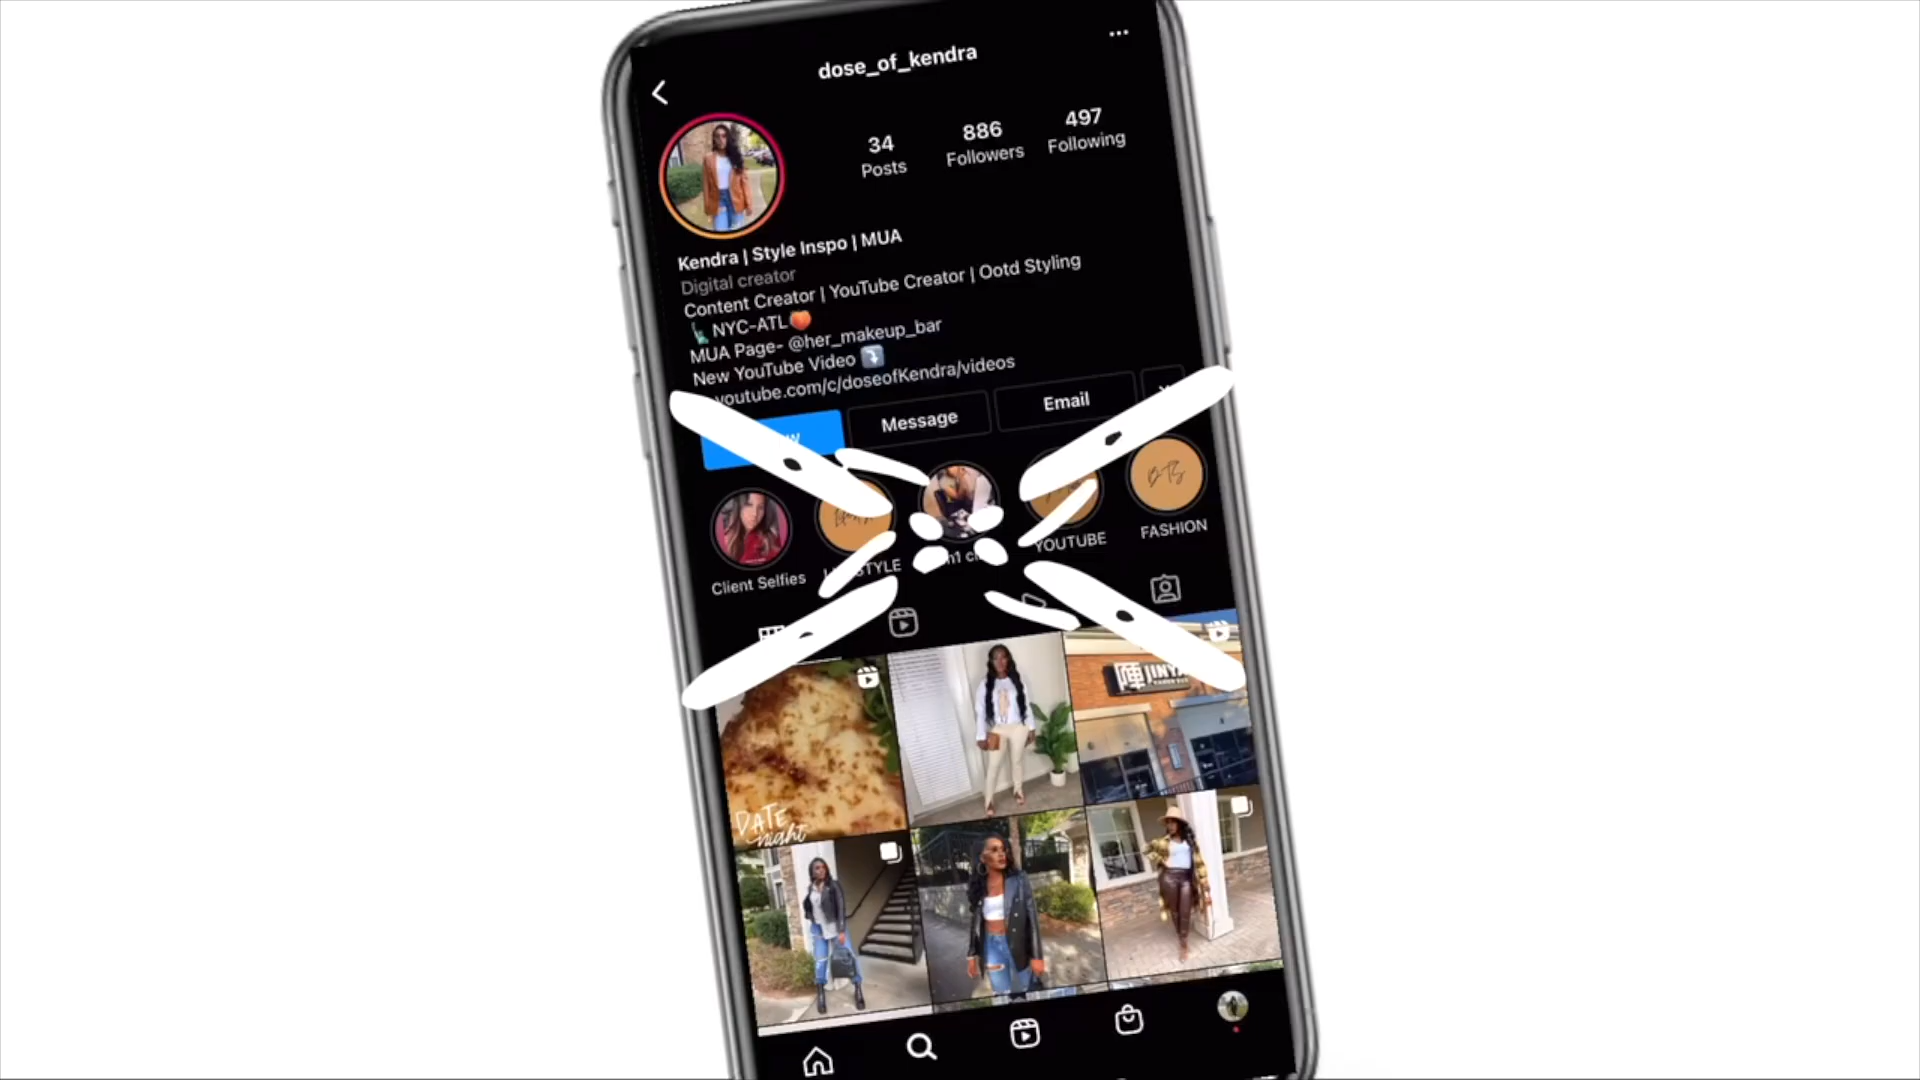 dose_of_kendra
34
Posts
886
Followers
497
Following
Kendra | Style Inspo | MUA
Digital creator
Content Creator | YouTube Creator | Ootd Styling
🗽NYC-ATL🍑
MUA Page- @her_makeup_bar
New YouTube Video ⤵️
youtube.com/c/doseofKendra/videos
Message
Email
BTS
Client Selfies
YOUTUBE
FASHION
DATE
night